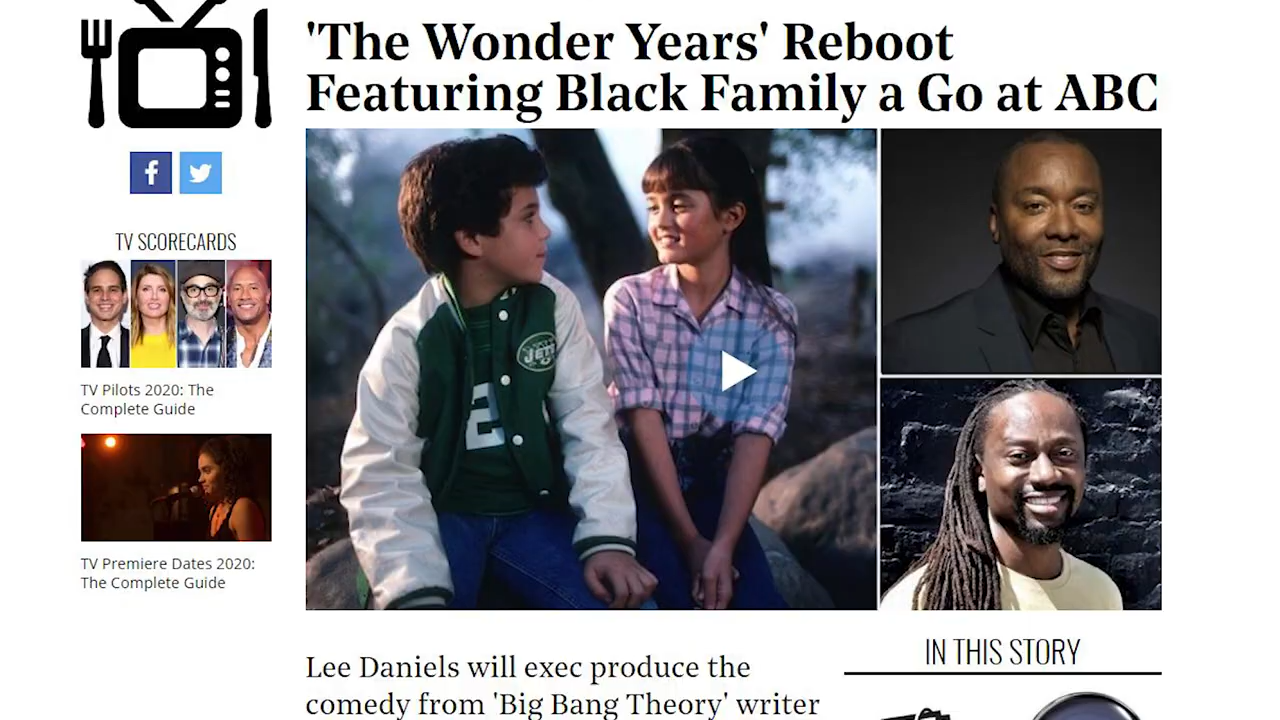 'The Wonder Years' Reboot
Featuring Black Family a Go at ABC
f
TV SCORECARDS
TV Pilots 2020: The
Complete Guide
TV Premiere Dates 2020:
The Complete Guide
JETS
2
Lee Daniels will exec produce the
comedy from 'Big Bang Theory' writer
IN THIS STORY